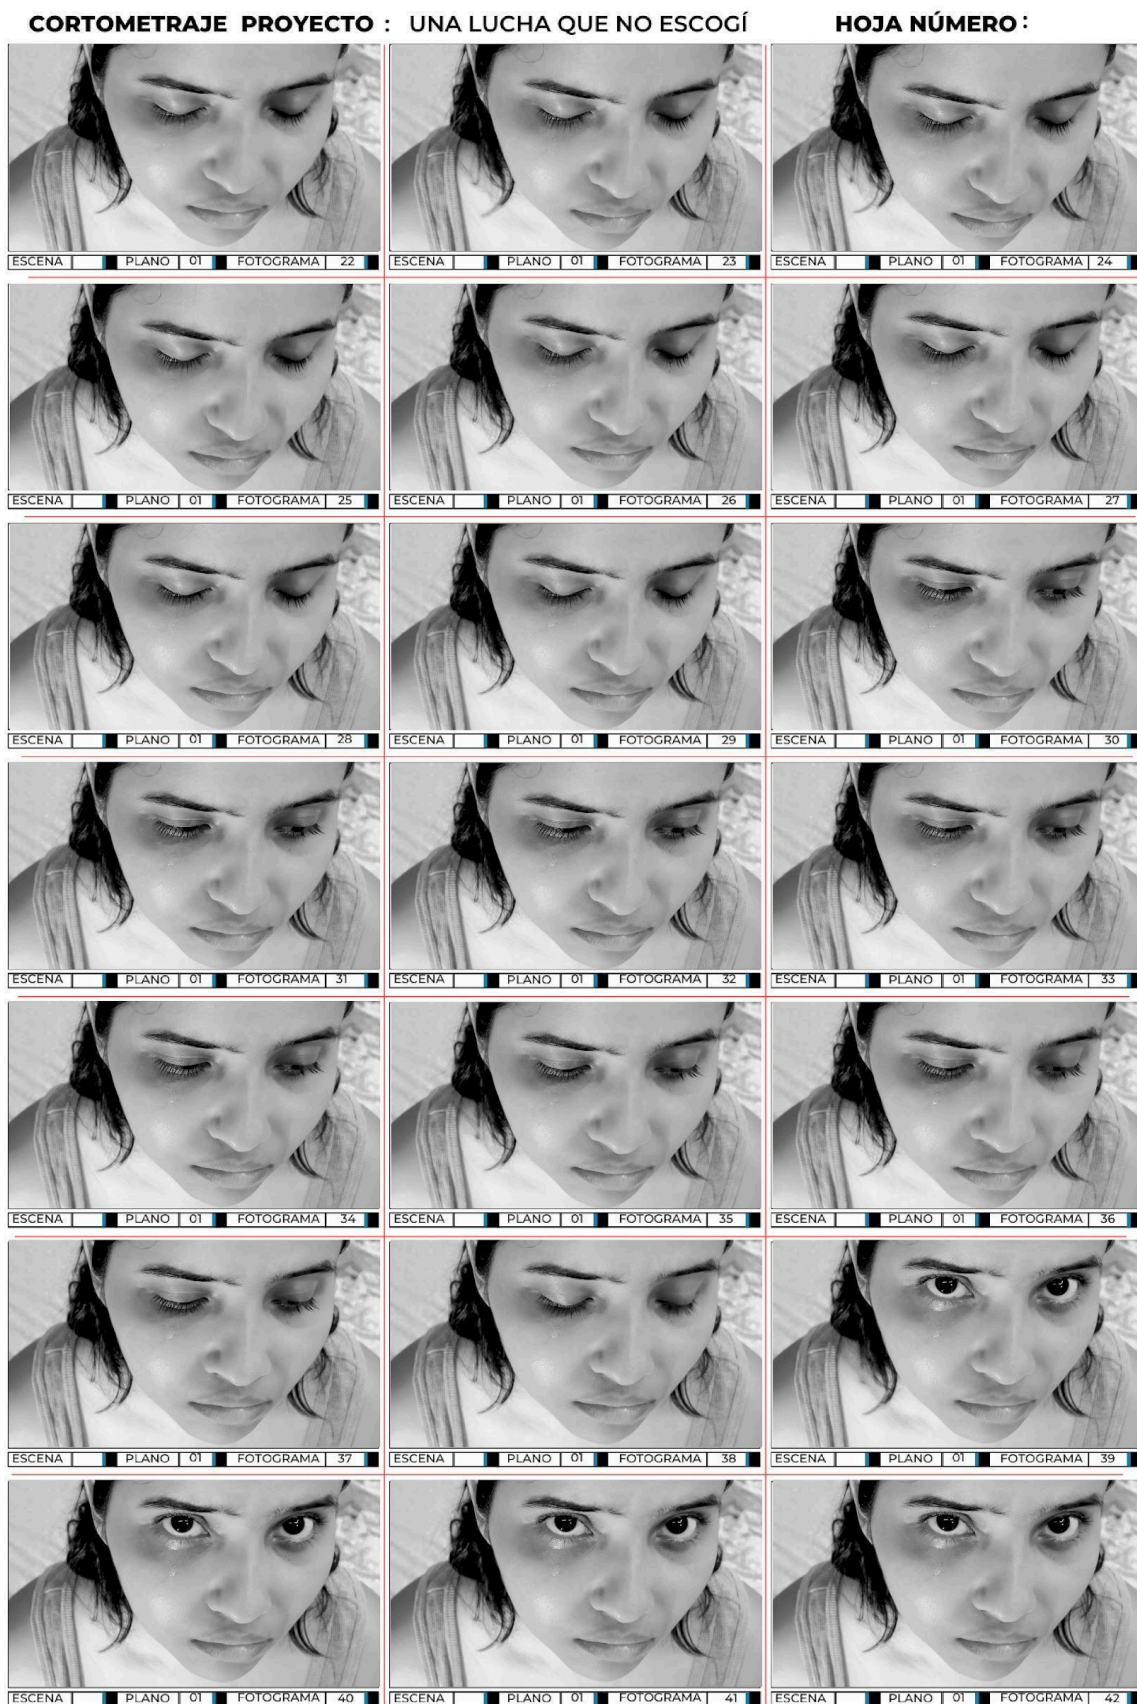 CORTOMETRAJE PROYECTO : UNA LUCHA QUE NO ESCOGÍ HOJA NÚMERO :
ESCENA PLANO 01 FOTOGRAMA 22 ESCENA PLANO 01 FOTOGRAMA 23 ESCENA PLANO 01 FOTOGRAMA 24
ESCENA PLANO 01 FOTOGRAMA 25 ESCENA PLANO 01 FOTOGRAMA 26 ESCENA PLANO 01 FOTOGRAMA 27
ESCENA PLANO 01 FOTOGRAMA 28 ESCENA PLANO 01 FOTOGRAMA 29 ESCENA PLANO 01 FOTOGRAMA 30
ESCENA PLANO 01 FOTOGRAMA 31 ESCENA PLANO 01 FOTOGRAMA 32 ESCENA PLANO 01 FOTOGRAMA 33
ESCENA PLANO 01 FOTOGRAMA 34 ESCENA PLANO 01 FOTOGRAMA 35 ESCENA PLANO 01 FOTOGRAMA 36
ESCENA PLANO 01 FOTOGRAMA 37 ESCENA PLANO 01 FOTOGRAMA 38 ESCENA PLANO 01 FOTOGRAMA 39
ESCENA PLANO 01 FOTOGRAMA 40 ESCENA PLANO 01 FOTOGRAMA 41 ESCENA PLANO 01 FOTOGRAMA 42